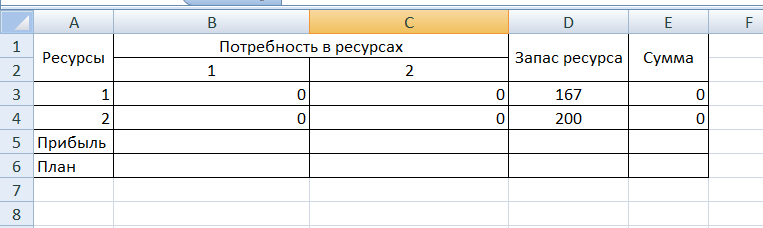 A B C D E F
1 Ресурсы Потребность в ресурсах Запас ресурса Сумма
2 1 2
3 1 0 0 167 0
4 2 0 0 200 0
5 Прибыль
6 План
7
8